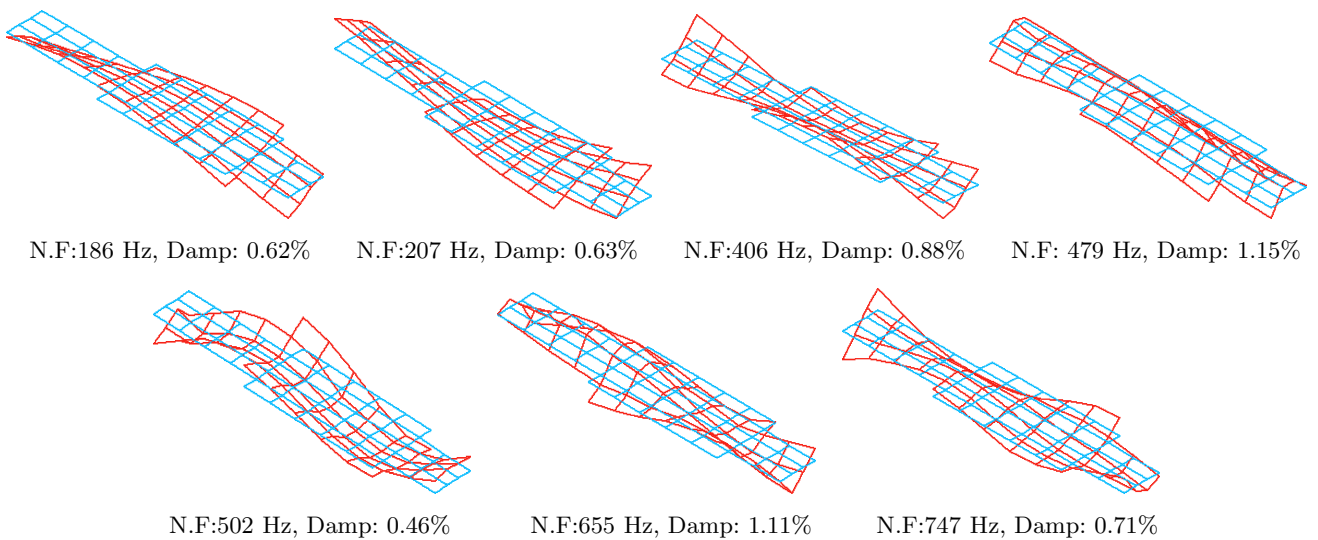 N.F:186 Hz, Damp: 0.62%
N.F:207 Hz, Damp: 0.63%
N.F:406 Hz, Damp: 0.88%
N.F: 479 Hz, Damp: 1.15%
N.F:502 Hz, Damp: 0.46%
N.F:655 Hz, Damp: 1.11%
N.F:747 Hz, Damp: 0.71%